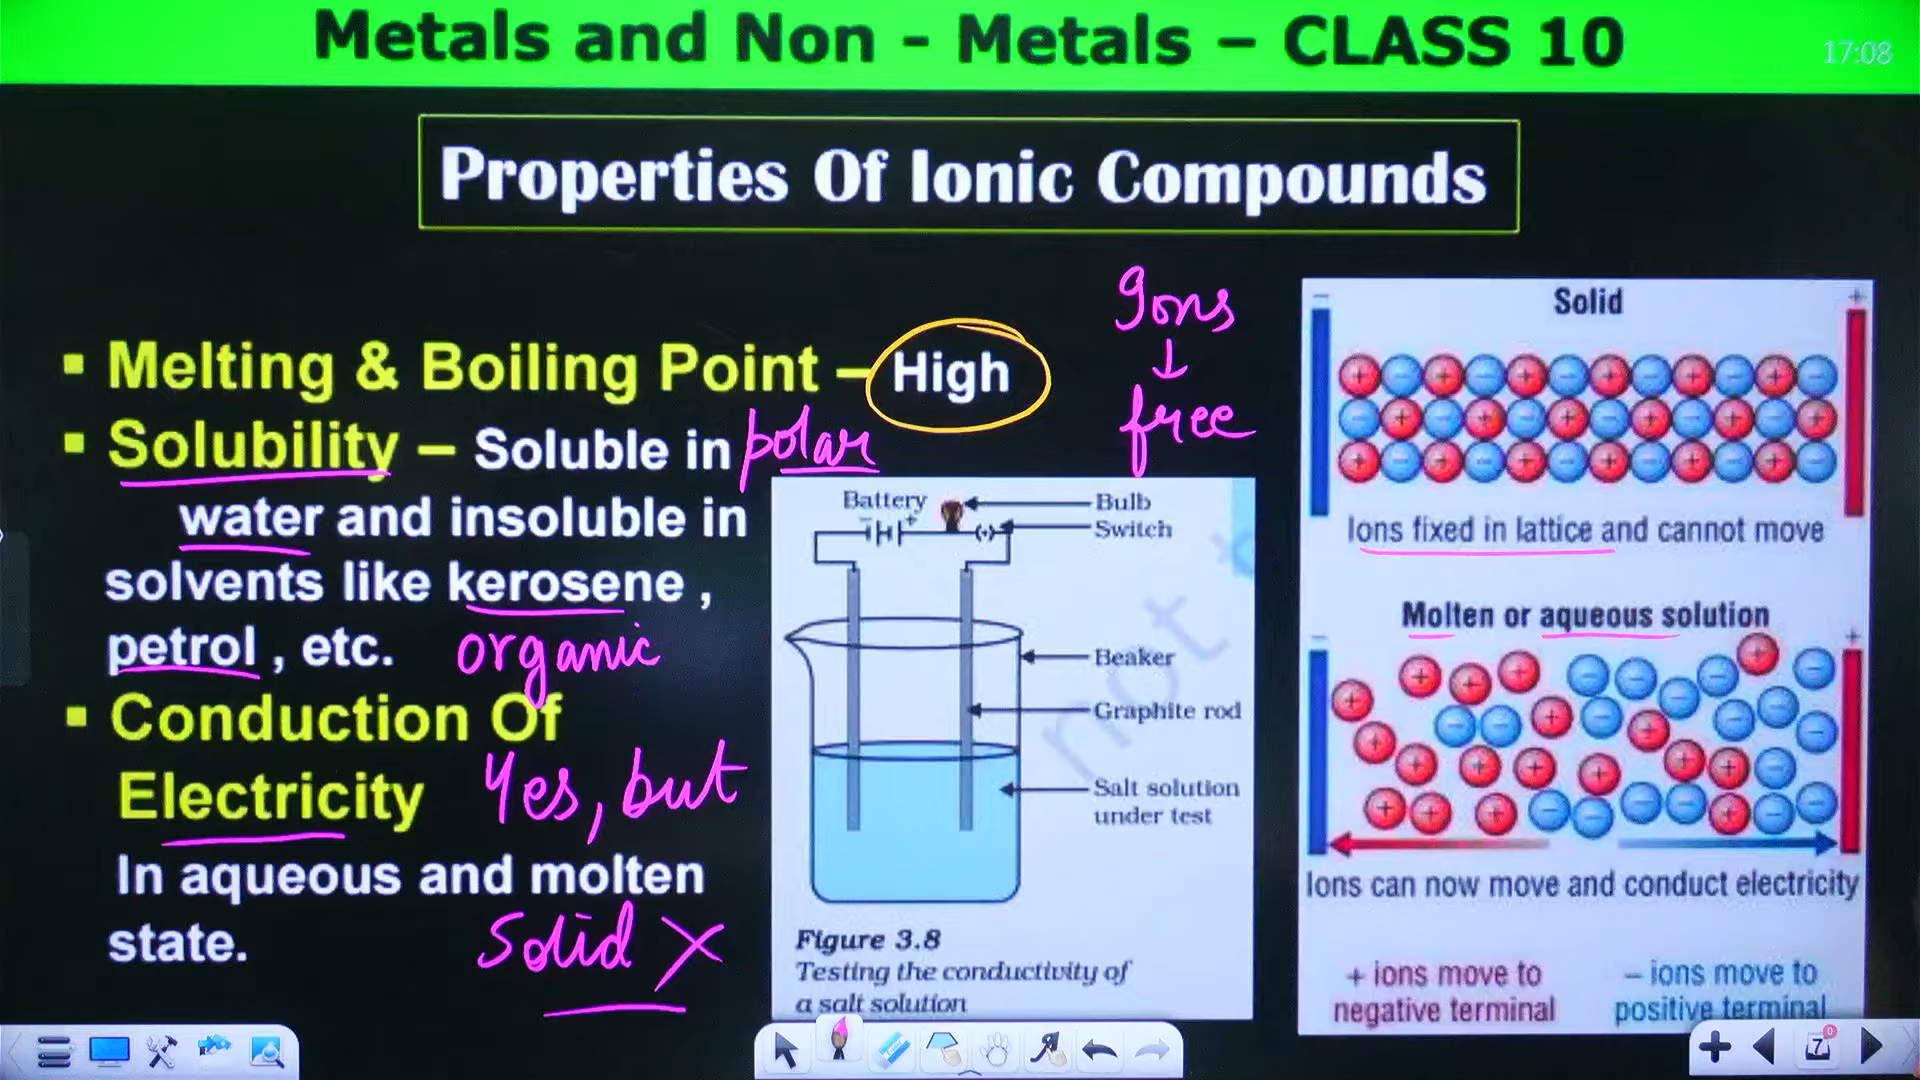 Metals and Non - Metals – CLASS 10
17:08
Properties Of Ionic Compounds
▪ Melting & Boiling Point – High
▪ Solubility – Soluble in polar
water and insoluble in
solvents like kerosene ,
petrol , etc. organic
▪ Conduction Of
Electricity Yes, but
In aqueous and molten
state. Solid X
Ions
↓
free
Battery
Bulb
Switch
Beaker
Graphite rod
Salt solution
under test
not
Figure 3.8
Testing the conductivity of
a salt solution
Solid
Ions fixed in lattice and cannot move
Molten or aqueous solution
Ions can now move and conduct electricity
+ ions move to
negative terminal
– ions move to
positive terminal
7
0